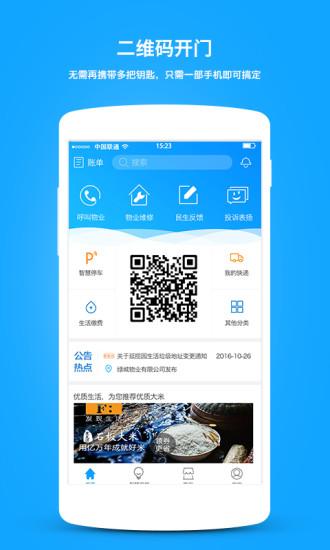 二维码开门
无需再携带多把钥匙，只需一部手机即可搞定
中国联通
15:23
账单
搜索
呼叫物业
物业维修
民生反馈
投诉表扬
智慧停车
我的快递
生活缴费
其他分类
公告
热点
关于延庭园生活垃圾地址变更通知
2016-10-26
绿城物业有限公司发布
优质生活，为您推荐优质大米
发现生
石板大米
用亿万年成就好米
领券
更多